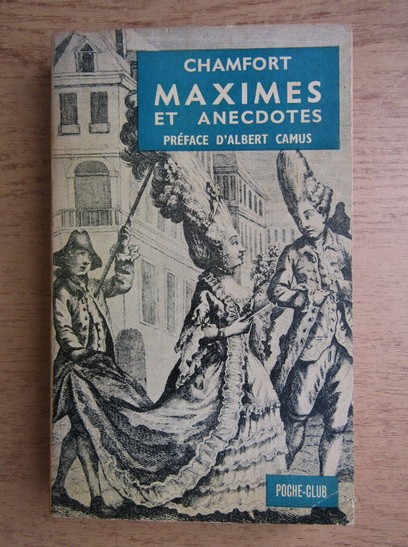 CHAMFORT
MAXIMES
ET ANECDOTES
PRÉFACE D'ALBERT CAMUS
POCHE-CLUB